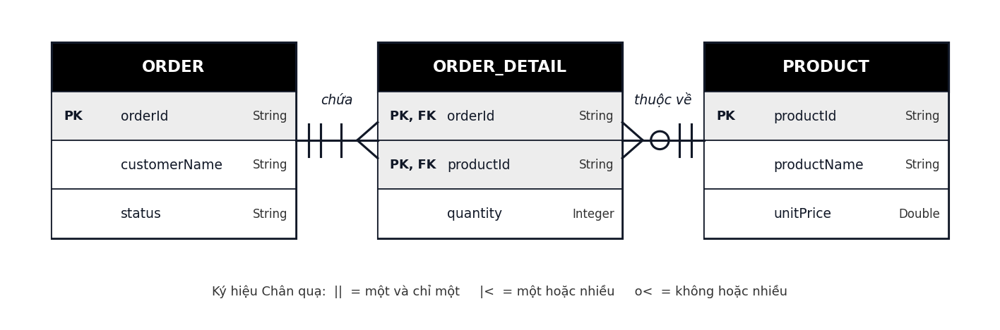 ORDER
PK orderId String
customerName String
status String
chứa
ORDER_DETAIL
PK, FK orderId String
PK, FK productId String
quantity Integer
thuộc về
PRODUCT
PK productId String
productName String
unitPrice Double
Ký hiệu Chân quạ: || = một và chỉ một |< = một hoặc nhiều o< = không hoặc nhiều